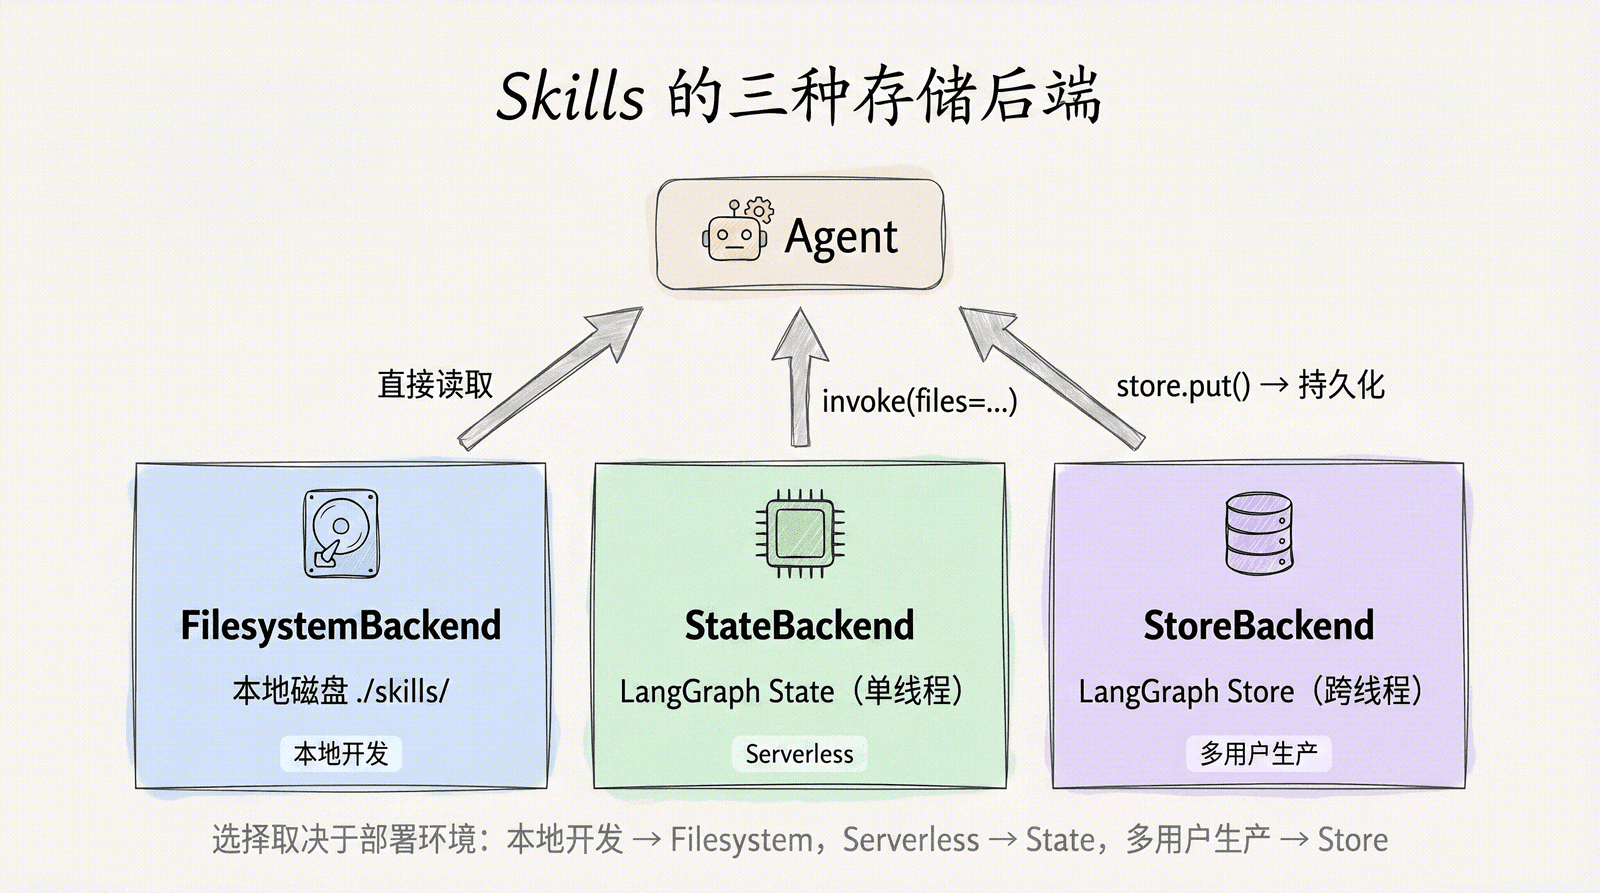 Skills 的三种存储后端
Agent
直接读取
invoke(files=...)
store.put() → 持久化
FilesystemBackend
本地磁盘 ./skills/
本地开发
StateBackend
LangGraph State（单线程）
Serverless
StoreBackend
LangGraph Store（跨线程）
多用户生产
选择取决于部署环境：本地开发 → Filesystem，Serverless → State，多用户生产 → Store